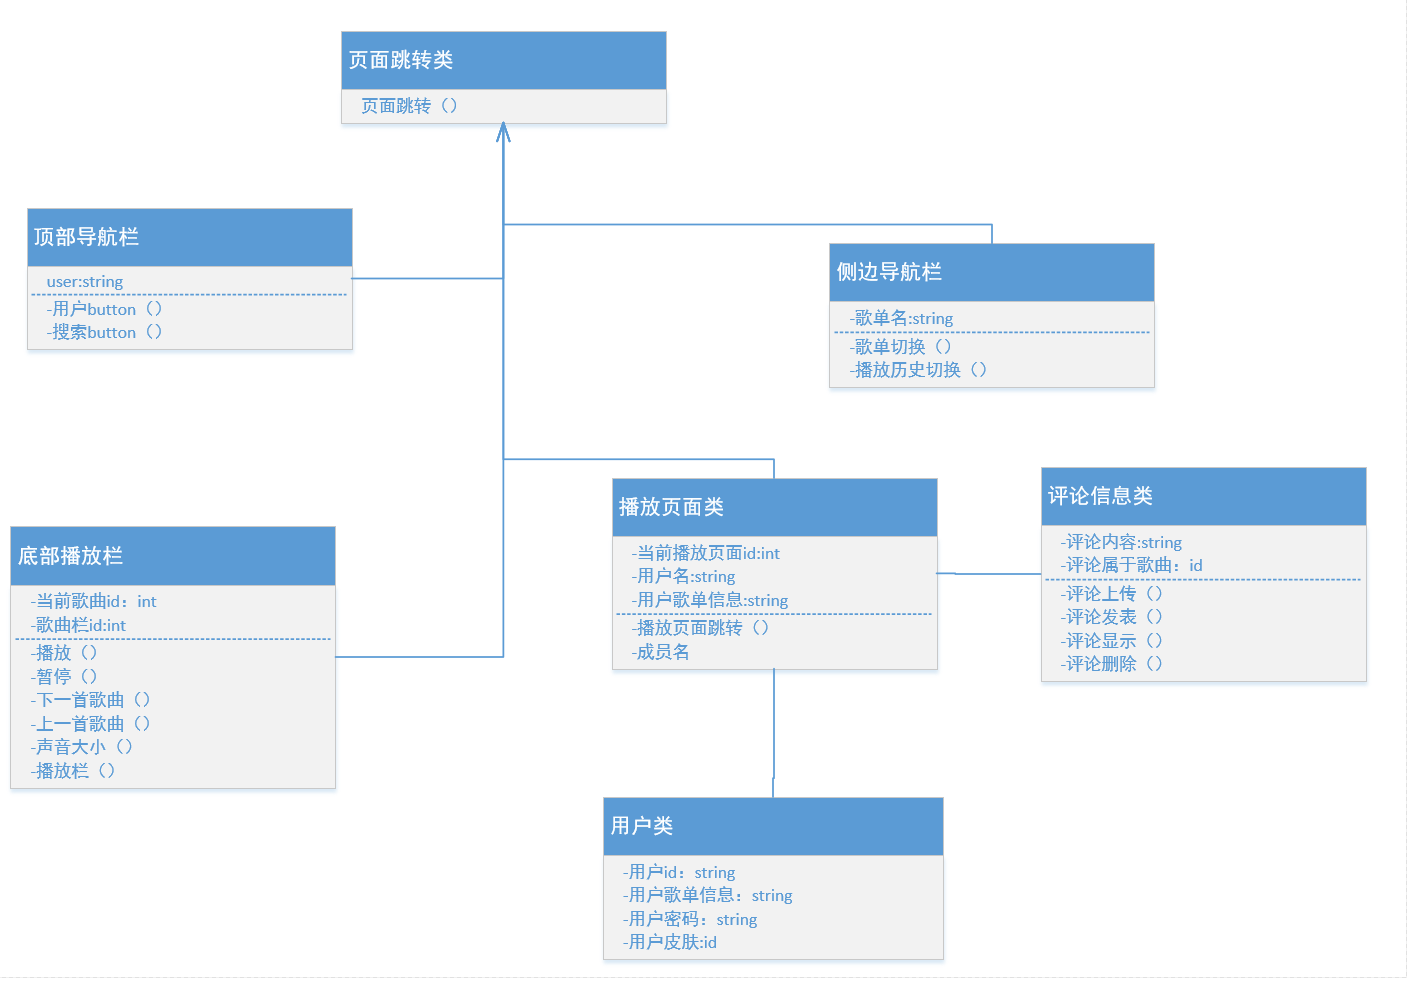 页面跳转类
页面跳转（）
顶部导航栏
user:string
-用户button（）
-搜索button（）
侧边导航栏
-歌单名:string
-歌单切换（）
-播放历史切换（）
播放页面类
-当前播放页面id:int
-用户名:string
-用户歌单信息:string
-播放页面跳转（）
-成员名
评论信息类
-评论内容:string
-评论属于歌曲：id
-评论上传（）
-评论发表（）
-评论显示（）
-评论删除（）
底部播放栏
-当前歌曲id：int
-歌曲栏id:int
-播放（）
-暂停（）
-下一首歌曲（）
-上一首歌曲（）
-声音大小（）
-播放栏（）
用户类
-用户id：string
-用户歌单信息：string
-用户密码：string
-用户皮肤:id